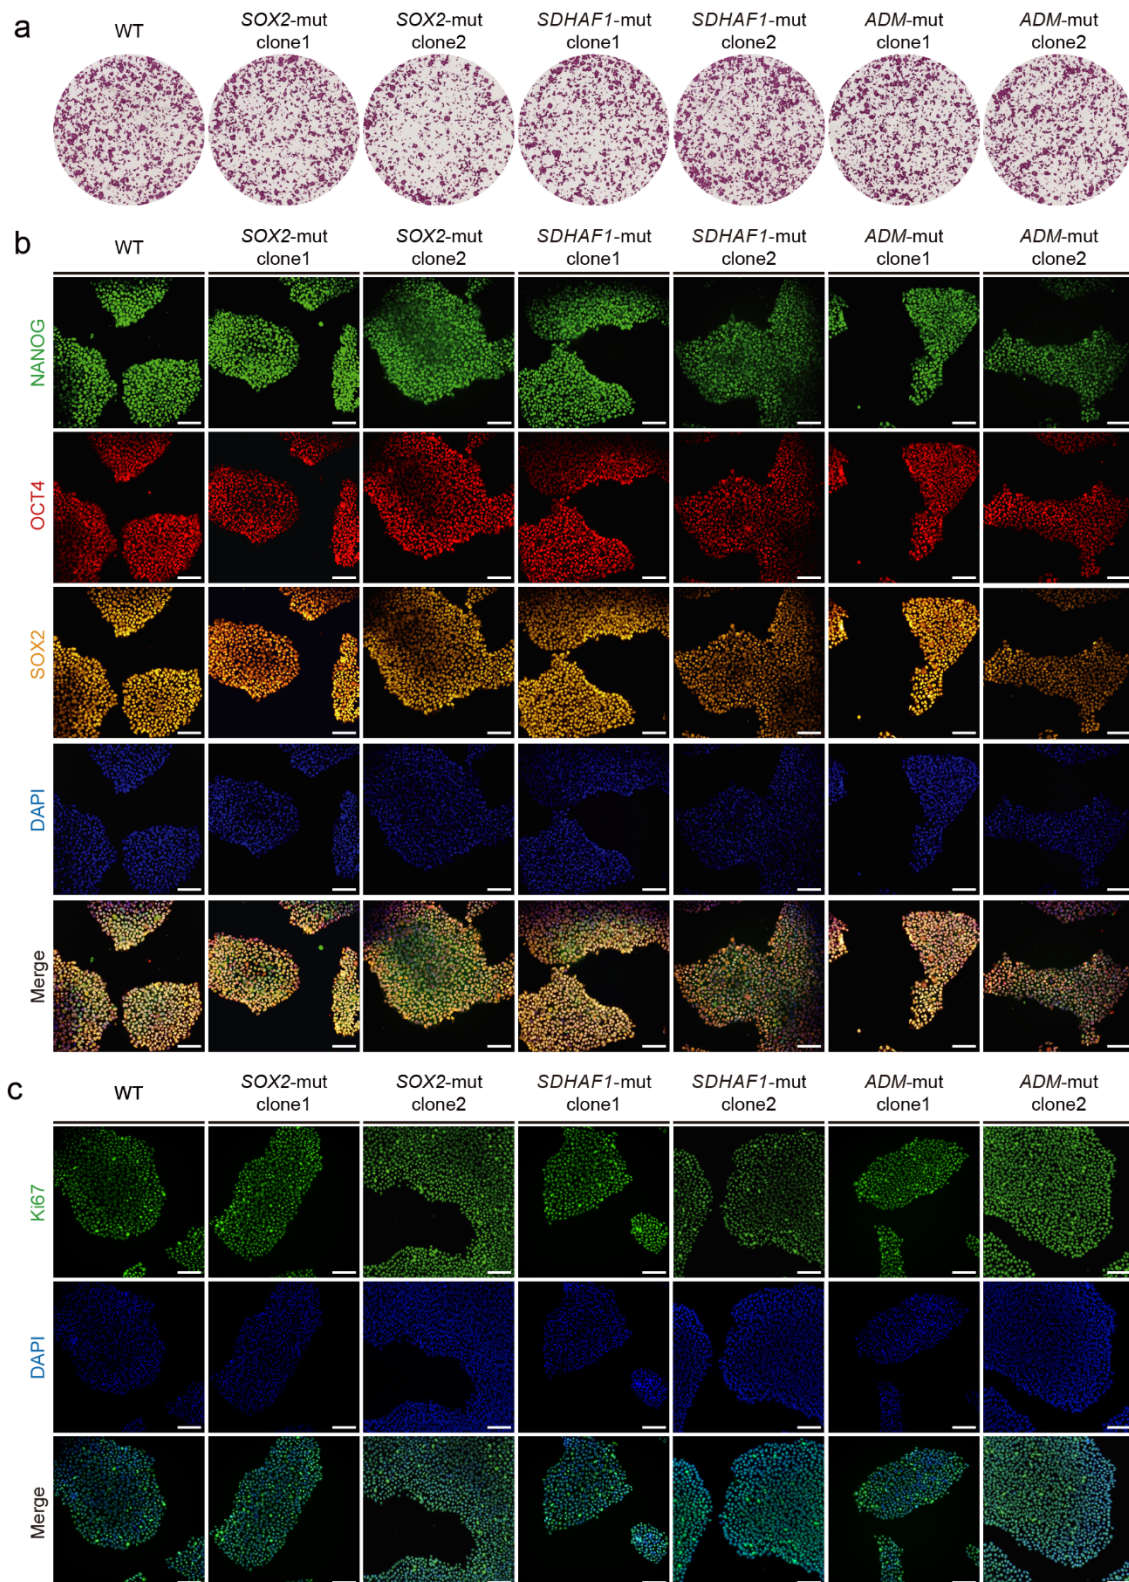 a
WT
SOX2-mut
clone1
SOX2-mut
clone2
SDHAF1-mut
clone1
SDHAF1-mut
clone2
ADM-mut
clone1
ADM-mut
clone2
b
WT
SOX2-mut
clone1
SOX2-mut
clone2
SDHAF1-mut
clone1
SDHAF1-mut
clone2
ADM-mut
clone1
ADM-mut
clone2
NANOG
OCT4
SOX2
DAPI
Merge
c
WT
SOX2-mut
clone1
SOX2-mut
clone2
SDHAF1-mut
clone1
SDHAF1-mut
clone2
ADM-mut
clone1
ADM-mut
clone2
Ki67
DAPI
Merge